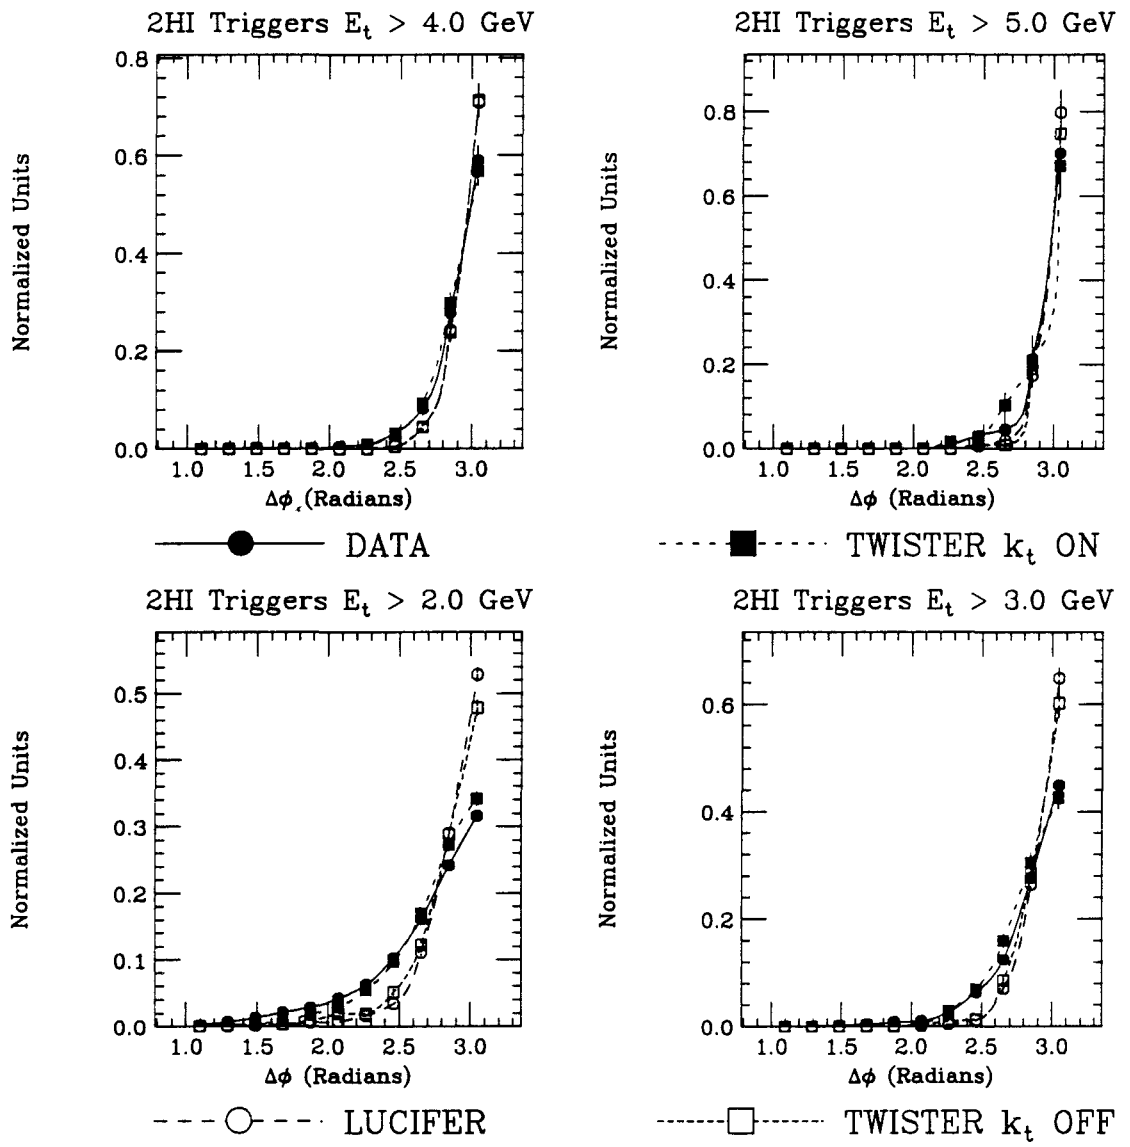 2HI Triggers Eₜ > 4.0 GeV
2HI Triggers Eₜ > 5.0 GeV
Normalized Units
0.8
0.6
0.4
0.2
0.0
1.0 1.5 2.0 2.5 3.0
Δϕ (Radians)
Normalized Units
0.8
0.6
0.4
0.2
0.0
1.0 1.5 2.0 2.5 3.0
Δϕ (Radians)
DATA
TWISTER kₜ ON
2HI Triggers Eₜ > 2.0 GeV
2HI Triggers Eₜ > 3.0 GeV
Normalized Units
0.5
0.4
0.3
0.2
0.1
0.0
1.0 1.5 2.0 2.5 3.0
Δϕ (Radians)
Normalized Units
0.6
0.4
0.2
0.0
1.0 1.5 2.0 2.5 3.0
Δϕ (Radians)
LUCIFER
TWISTER kₜ OFF